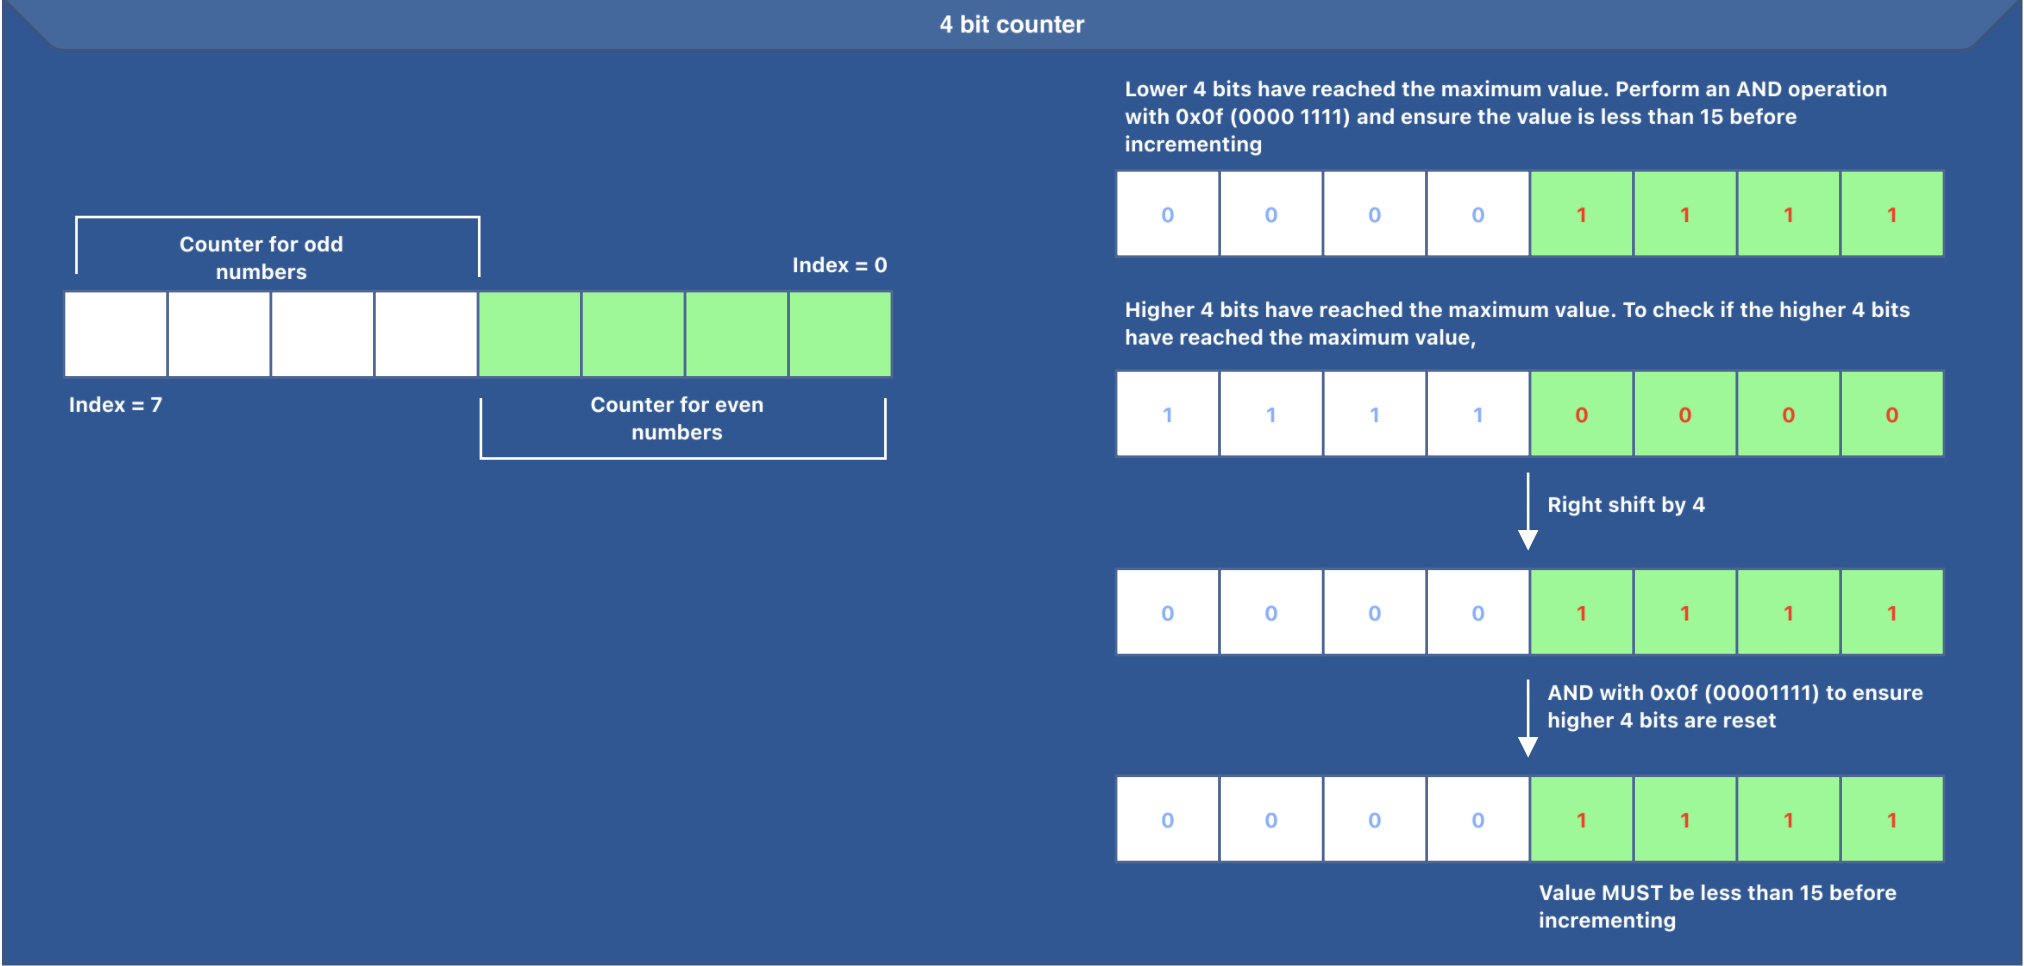 4 bit counter
Counter for odd
numbers
Index = 0
Index = 7
Counter for even
numbers
Lower 4 bits have reached the maximum value. Perform an AND operation
with 0x0f (0000 1111) and ensure the value is less than 15 before
incrementing
0 0 0 0 1 1 1 1
Higher 4 bits have reached the maximum value. To check if the higher 4 bits
have reached the maximum value,
1 1 1 1 0 0 0 0
Right shift by 4
0 0 0 0 1 1 1 1
AND with 0x0f (00001111) to ensure
higher 4 bits are reset
0 0 0 0 1 1 1 1
Value MUST be less than 15 before
incrementing